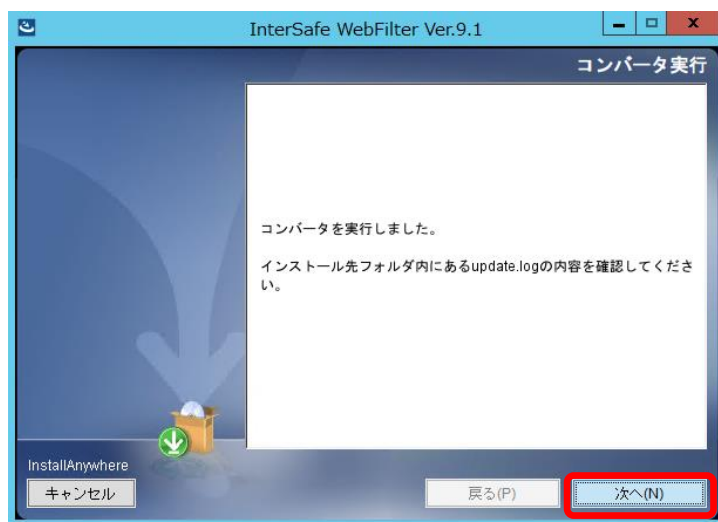 InterSafe WebFilter Ver.9.1
コンバータ実行
コンバータを実行しました。
インストール先フォルダ内にあるupdate.logの内容を確認してくださ
い。
InstallAnywhere
キャンセル
戻る(P)
次へ(N)